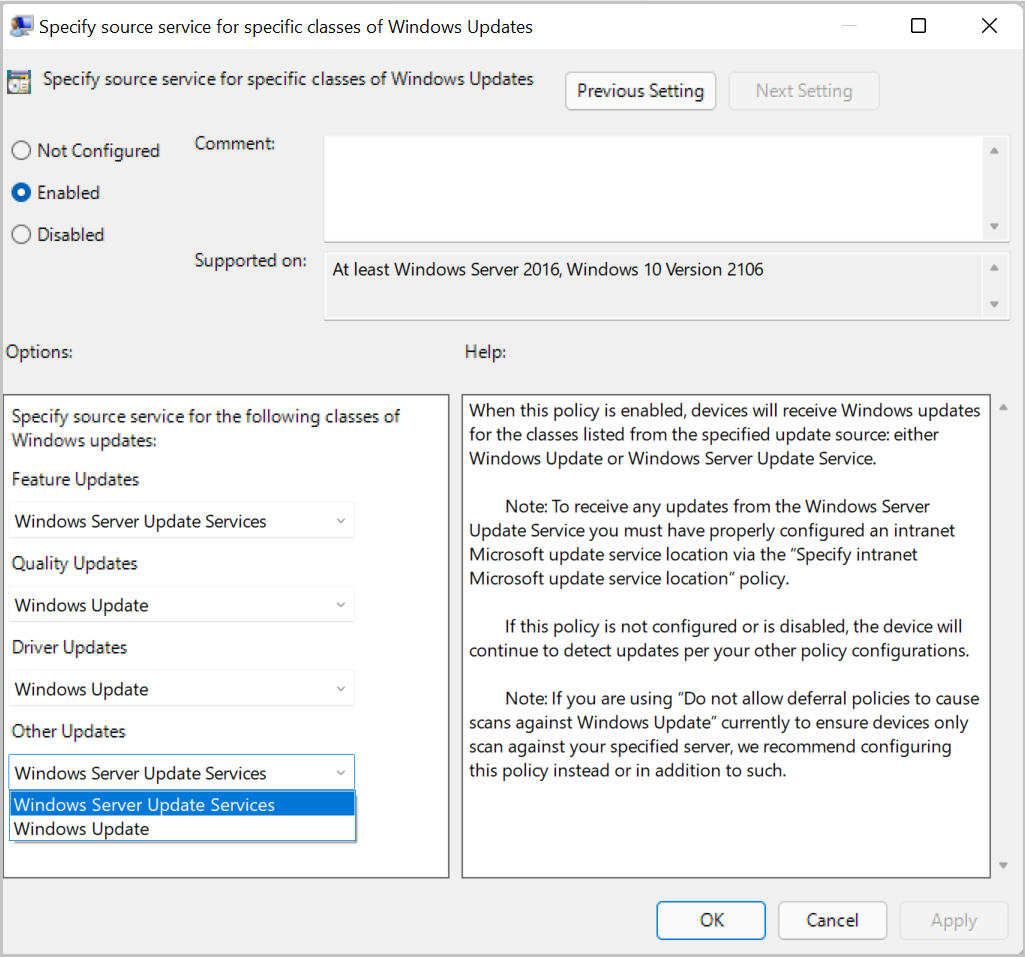 Specify source service for specific classes of Windows Updates
Specify source service for specific classes of Windows Updates
Previous Setting
Next Setting
Not Configured
Enabled
Disabled
Comment:
Supported on:
At least Windows Server 2016, Windows 10 Version 2106
Options:
Help:
Specify source service for the following classes of
Windows updates:
Feature Updates
Windows Server Update Services
Quality Updates
Windows Update
Driver Updates
Windows Update
Other Updates
Windows Server Update Services
Windows Server Update Services
Windows Update
When this policy is enabled, devices will receive Windows updates
for the classes listed from the specified update source: either
Windows Update or Windows Server Update Service.
Note: To receive any updates from the Windows Server
Update Service you must have properly configured an intranet
Microsoft update service location via the “Specify intranet
Microsoft update service location” policy.
If this policy is not configured or is disabled, the device will
continue to detect updates per your other policy configurations.
Note: If you are using “Do not allow deferral policies to cause
scans against Windows Update” currently to ensure devices only
scan against your specified server, we recommend configuring
this policy instead or in addition to such.
OK
Cancel
Apply